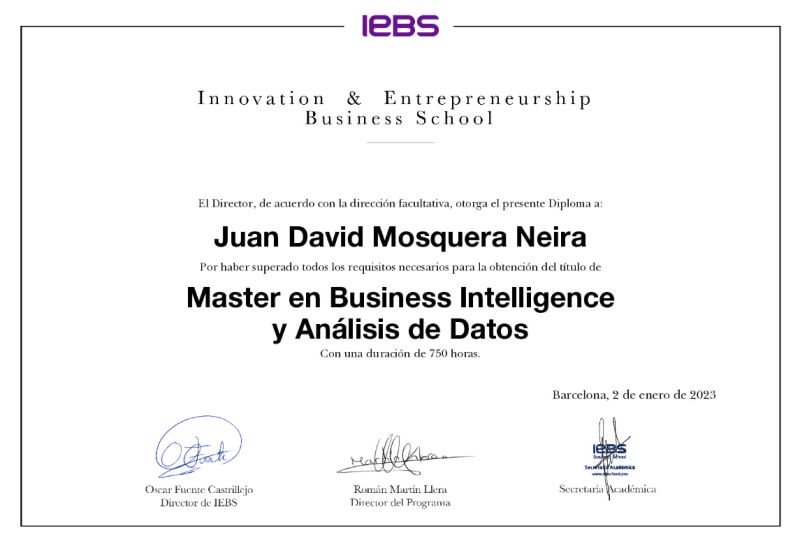 IEBS
Innovation & Entrepreneurship
Business School
El Director, de acuerdo con la dirección facultativa, otorga el presente Diploma a:
Juan David Mosquera Neira
Por haber superado todos los requisitos necesarios para la obtención del título de
Master en Business Intelligence
y Análisis de Datos
Con una duración de 750 horas.
Barcelona, 2 de enero de 2023
IEBS
Business School
Secretaría Académica
www.iebschool.com
Oscar Fuente Castrillejo
Director de IEBS
Román Martín Llera
Director del Programa
Secretaría Académica